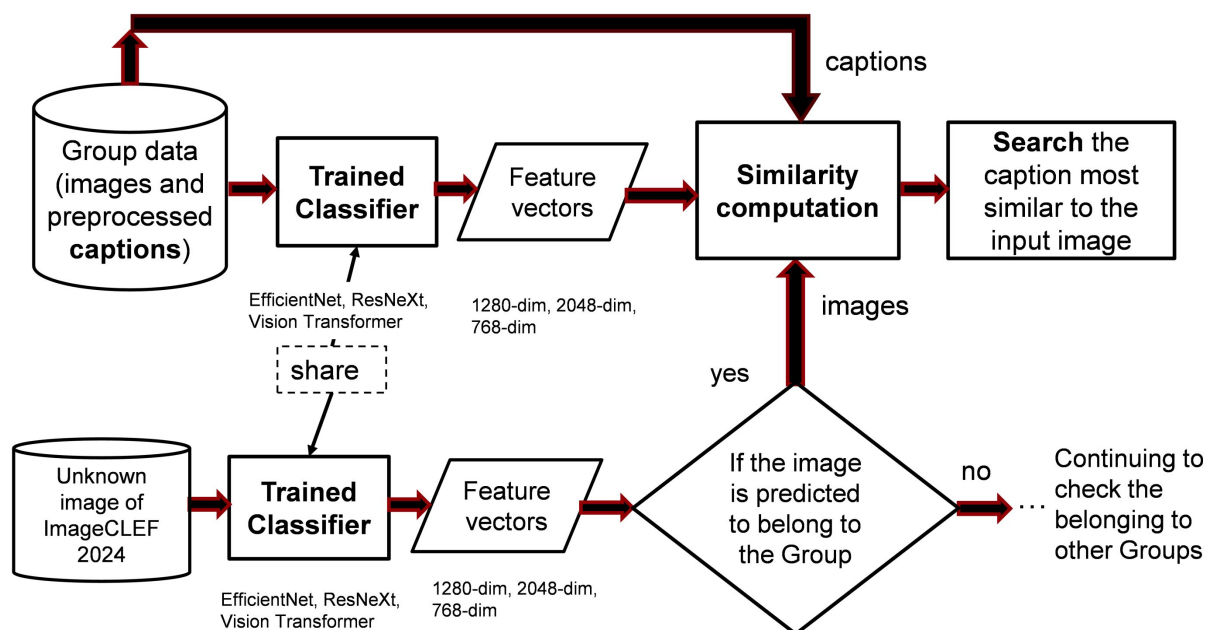 captions
Group data
(images and
preprocessed
captions)
Trained
Classifier
Feature
vectors
Similarity
computation
Search the
caption most
similar to the
input image
EfficientNet, ResNeXt,
Vision Transformer
1280-dim, 2048-dim,
768-dim
images
share
yes
Unknown
image of
ImageCLEF
2024
Trained
Classifier
Feature
vectors
If the image
is predicted
to belong to
the Group
no
...
Continuing to
check the
belonging to
other Groups
EfficientNet, ResNeXt,
Vision Transformer
1280-dim, 2048-dim,
768-dim